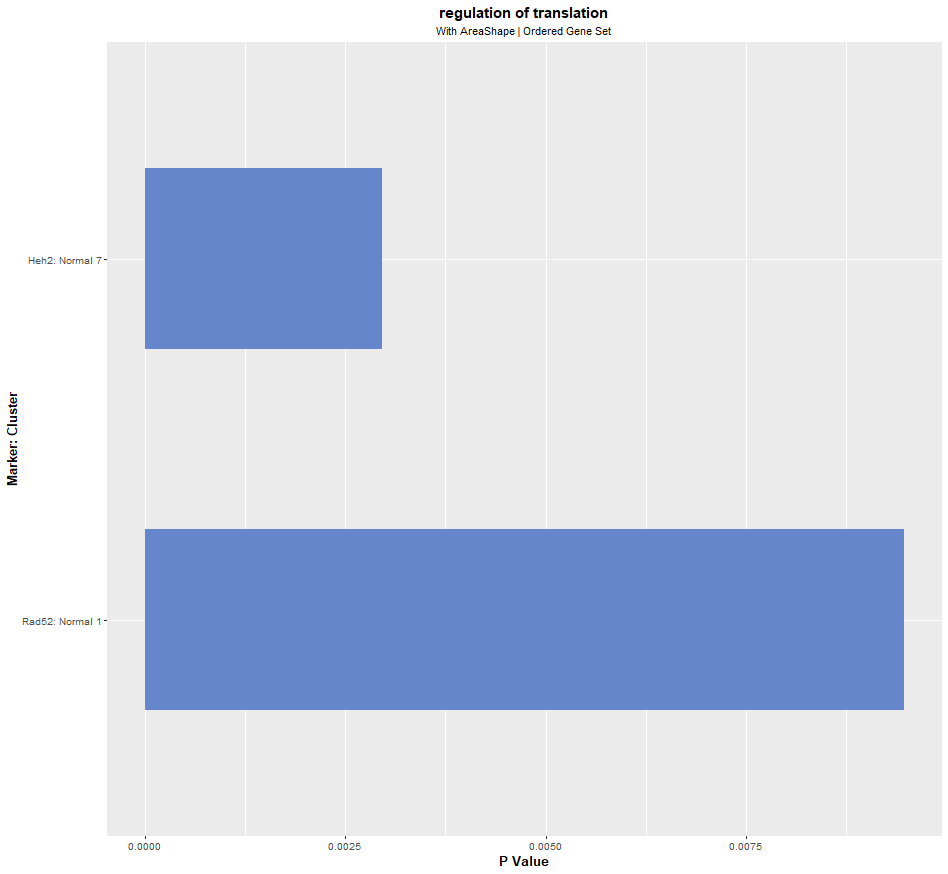 regulation of translation
With AreaShape | Ordered Gene Set
Heh2: Normal 7
Marker: Cluster
Rad52: Normal 1
0.0000
0.0025
0.0050
0.0075
P Value